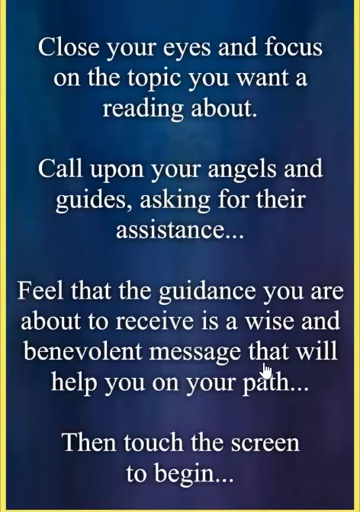 Close your eyes and focus
on the topic you want a
reading about.
Call upon your angels and
guides, asking for their
assistance...
Feel that the guidance you are
about to receive is a wise and
benevolent message that will
help you on your path...
Then touch the screen
to begin...